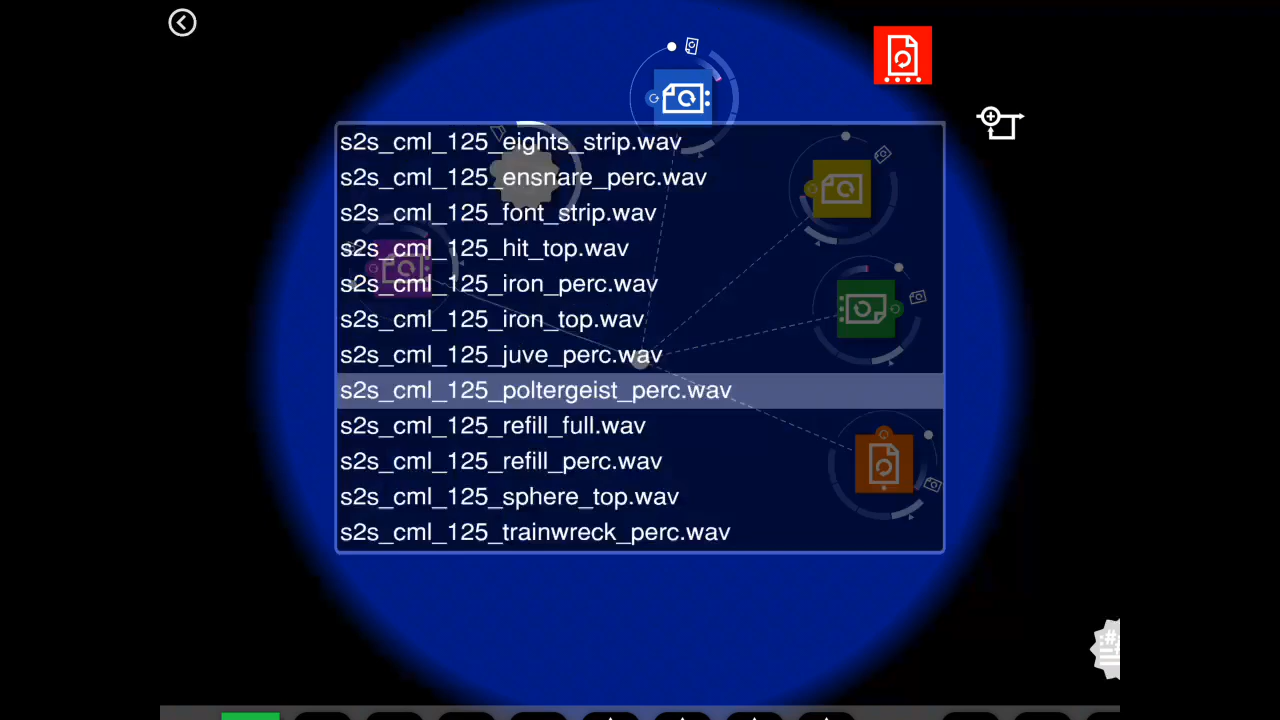 s2s_cml_125_eights_strip.wav
s2s_cml_125_ensnare_perc.wav
s2s_cml_125_font_strip.wav
s2s_cml_125_hit_top.wav
s2s_cml_125_iron_perc.wav
s2s_cml_125_iron_top.wav
s2s_cml_125_juve_perc.wav
s2s_cml_125_poltergeist_perc.wav
s2s_cml_125_refill_full.wav
s2s_cml_125_refill_perc.wav
s2s_cml_125_sphere_top.wav
s2s_cml_125_trainwreck_perc.wav